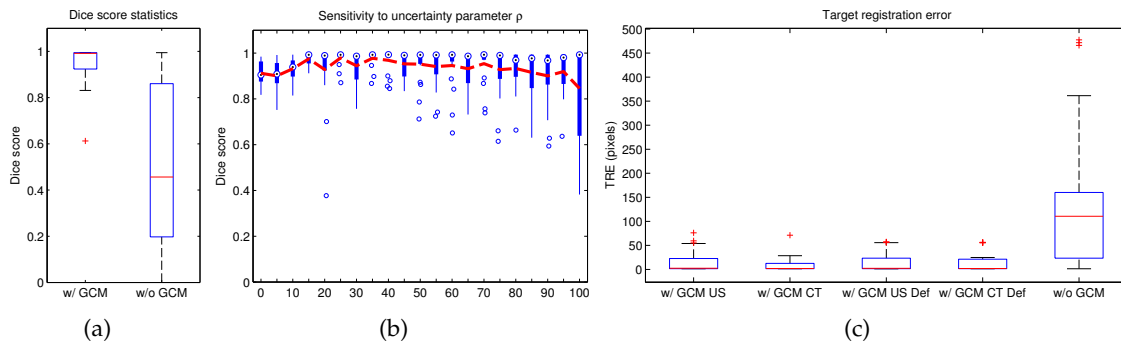 Dice score statistics
Dice score
1
0.8
0.6
0.4
0.2
0
w/ GCM w/o GCM
(a)
Sensitivity to uncertainty parameter ρ
Dice score
1
0.8
0.6
0.4
0.2
0 10 20 30 40 50 60 70 80 90 100
(b)
Target registration error
TRE (pixels)
500
450
400
350
300
250
200
150
100
50
0
w/ GCM US w/ GCM CT w/ GCM US Def w/ GCM CT Def w/o GCM
(c)